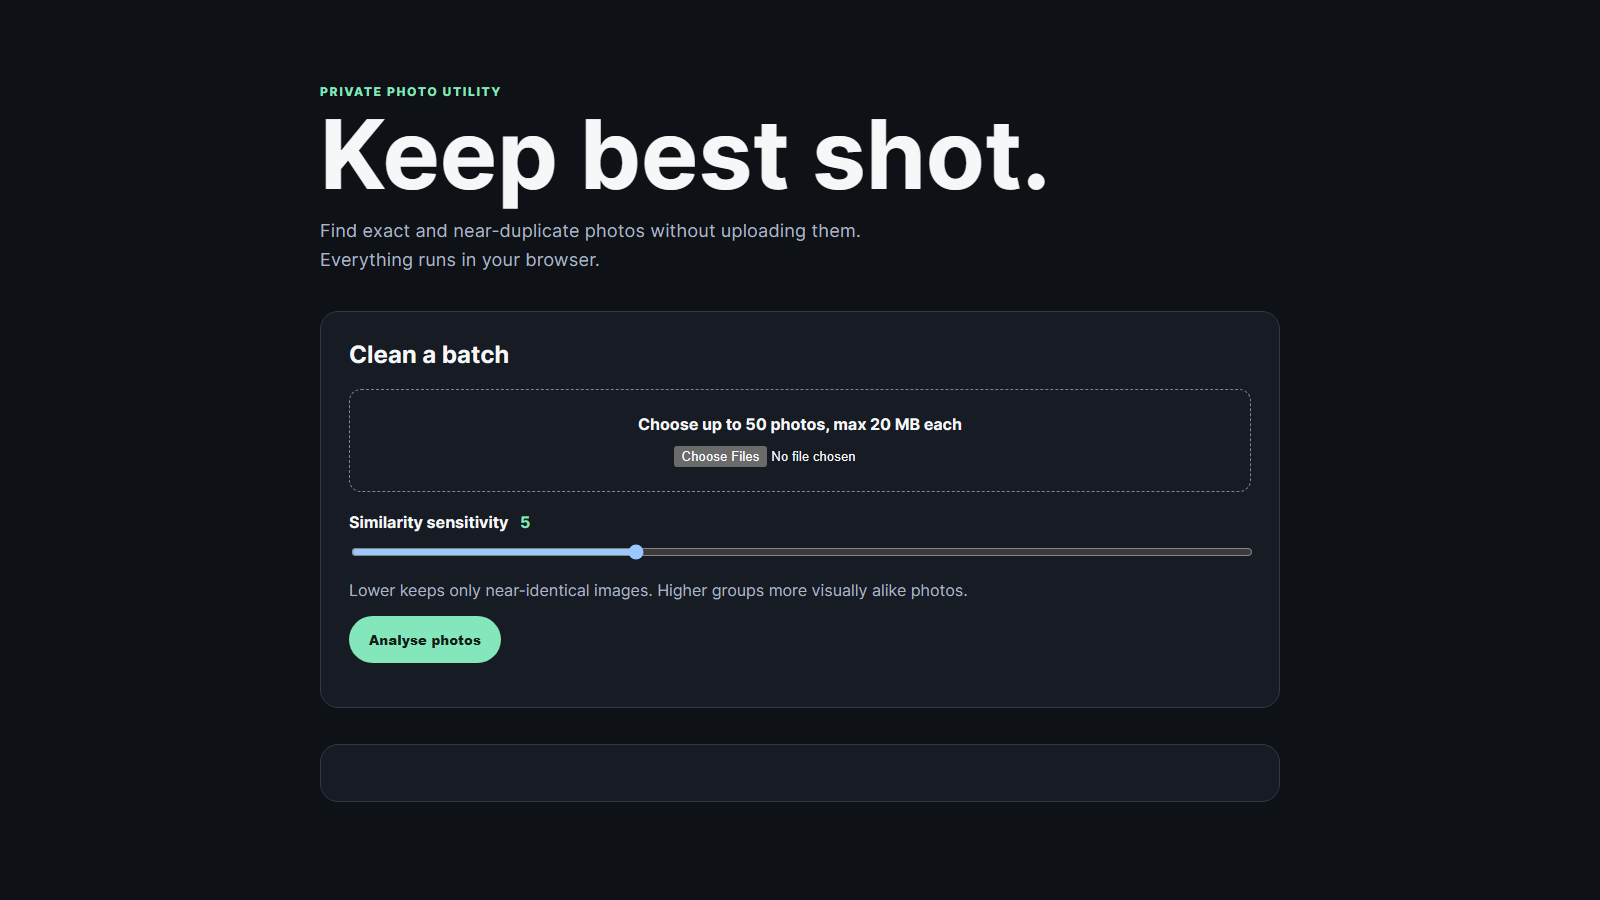 PRIVATE PHOTO UTILITY
Keep best shot.
Find exact and near-duplicate photos without uploading them.
Everything runs in your browser.
Clean a batch
Choose up to 50 photos, max 20 MB each
Choose Files No file chosen
Similarity sensitivity 5
Lower keeps only near-identical images. Higher groups more visually alike photos.
Analyse photos